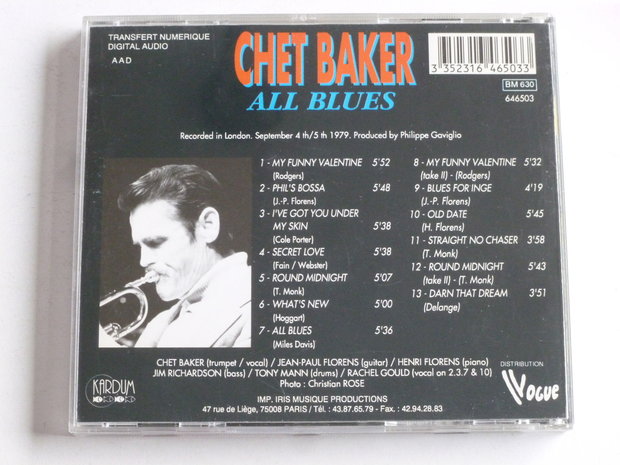 TRANSFERT NUMERIQUE
DIGITAL AUDIO
A A D
CHET BAKER
ALL BLUES
3 352316 465033
BM 630
646503
Recorded in London. September 4 th/5 th 1979. Produced by Philippe Gaviglio
1 - MY FUNNY VALENTINE 5'52
(Rodgers)
2 - PHIL'S BOSSA 5'48
(J.-P. Florens)
3 - I'VE GOT YOU UNDER
MY SKIN 5'38
(Cole Porter)
4 - SECRET LOVE 5'38
(Fain / Webster)
5 - ROUND MIDNIGHT 5'07
(T. Monk)
6 - WHAT'S NEW 5'00
(Hoggart)
7 - ALL BLUES 5'36
(Miles Davis)
8 - MY FUNNY VALENTINE 5'32
(take II) - (Rodgers)
9 - BLUES FOR INGE 4'19
(J.-P. Florens)
10 - OLD DATE 5'45
(H. Florens)
11 - STRAIGHT NO CHASER 3'58
(T. Monk)
12 - ROUND MIDNIGHT 5'43
(take II) - (T. Monk)
13 - DARN THAT DREAM 3'51
(Delange)
CHET BAKER (trumpet / vocal) / JEAN-PAUL FLORENS (guitar) / HENRI FLORENS (piano)
JIM RICHARDSON (bass) / TONY MANN (drums) / RACHEL GOULD (vocal on 2.3.7 & 10)
Photo : Christian ROSE
KARDUM
DISTRIBUTION
VOGUE
IMP. IRIS MUSIQUE PRODUCTIONS
47 rue de Liège, 75008 PARIS / Tél. : 43.87.65.79 - Fax. : 42.94.28.83